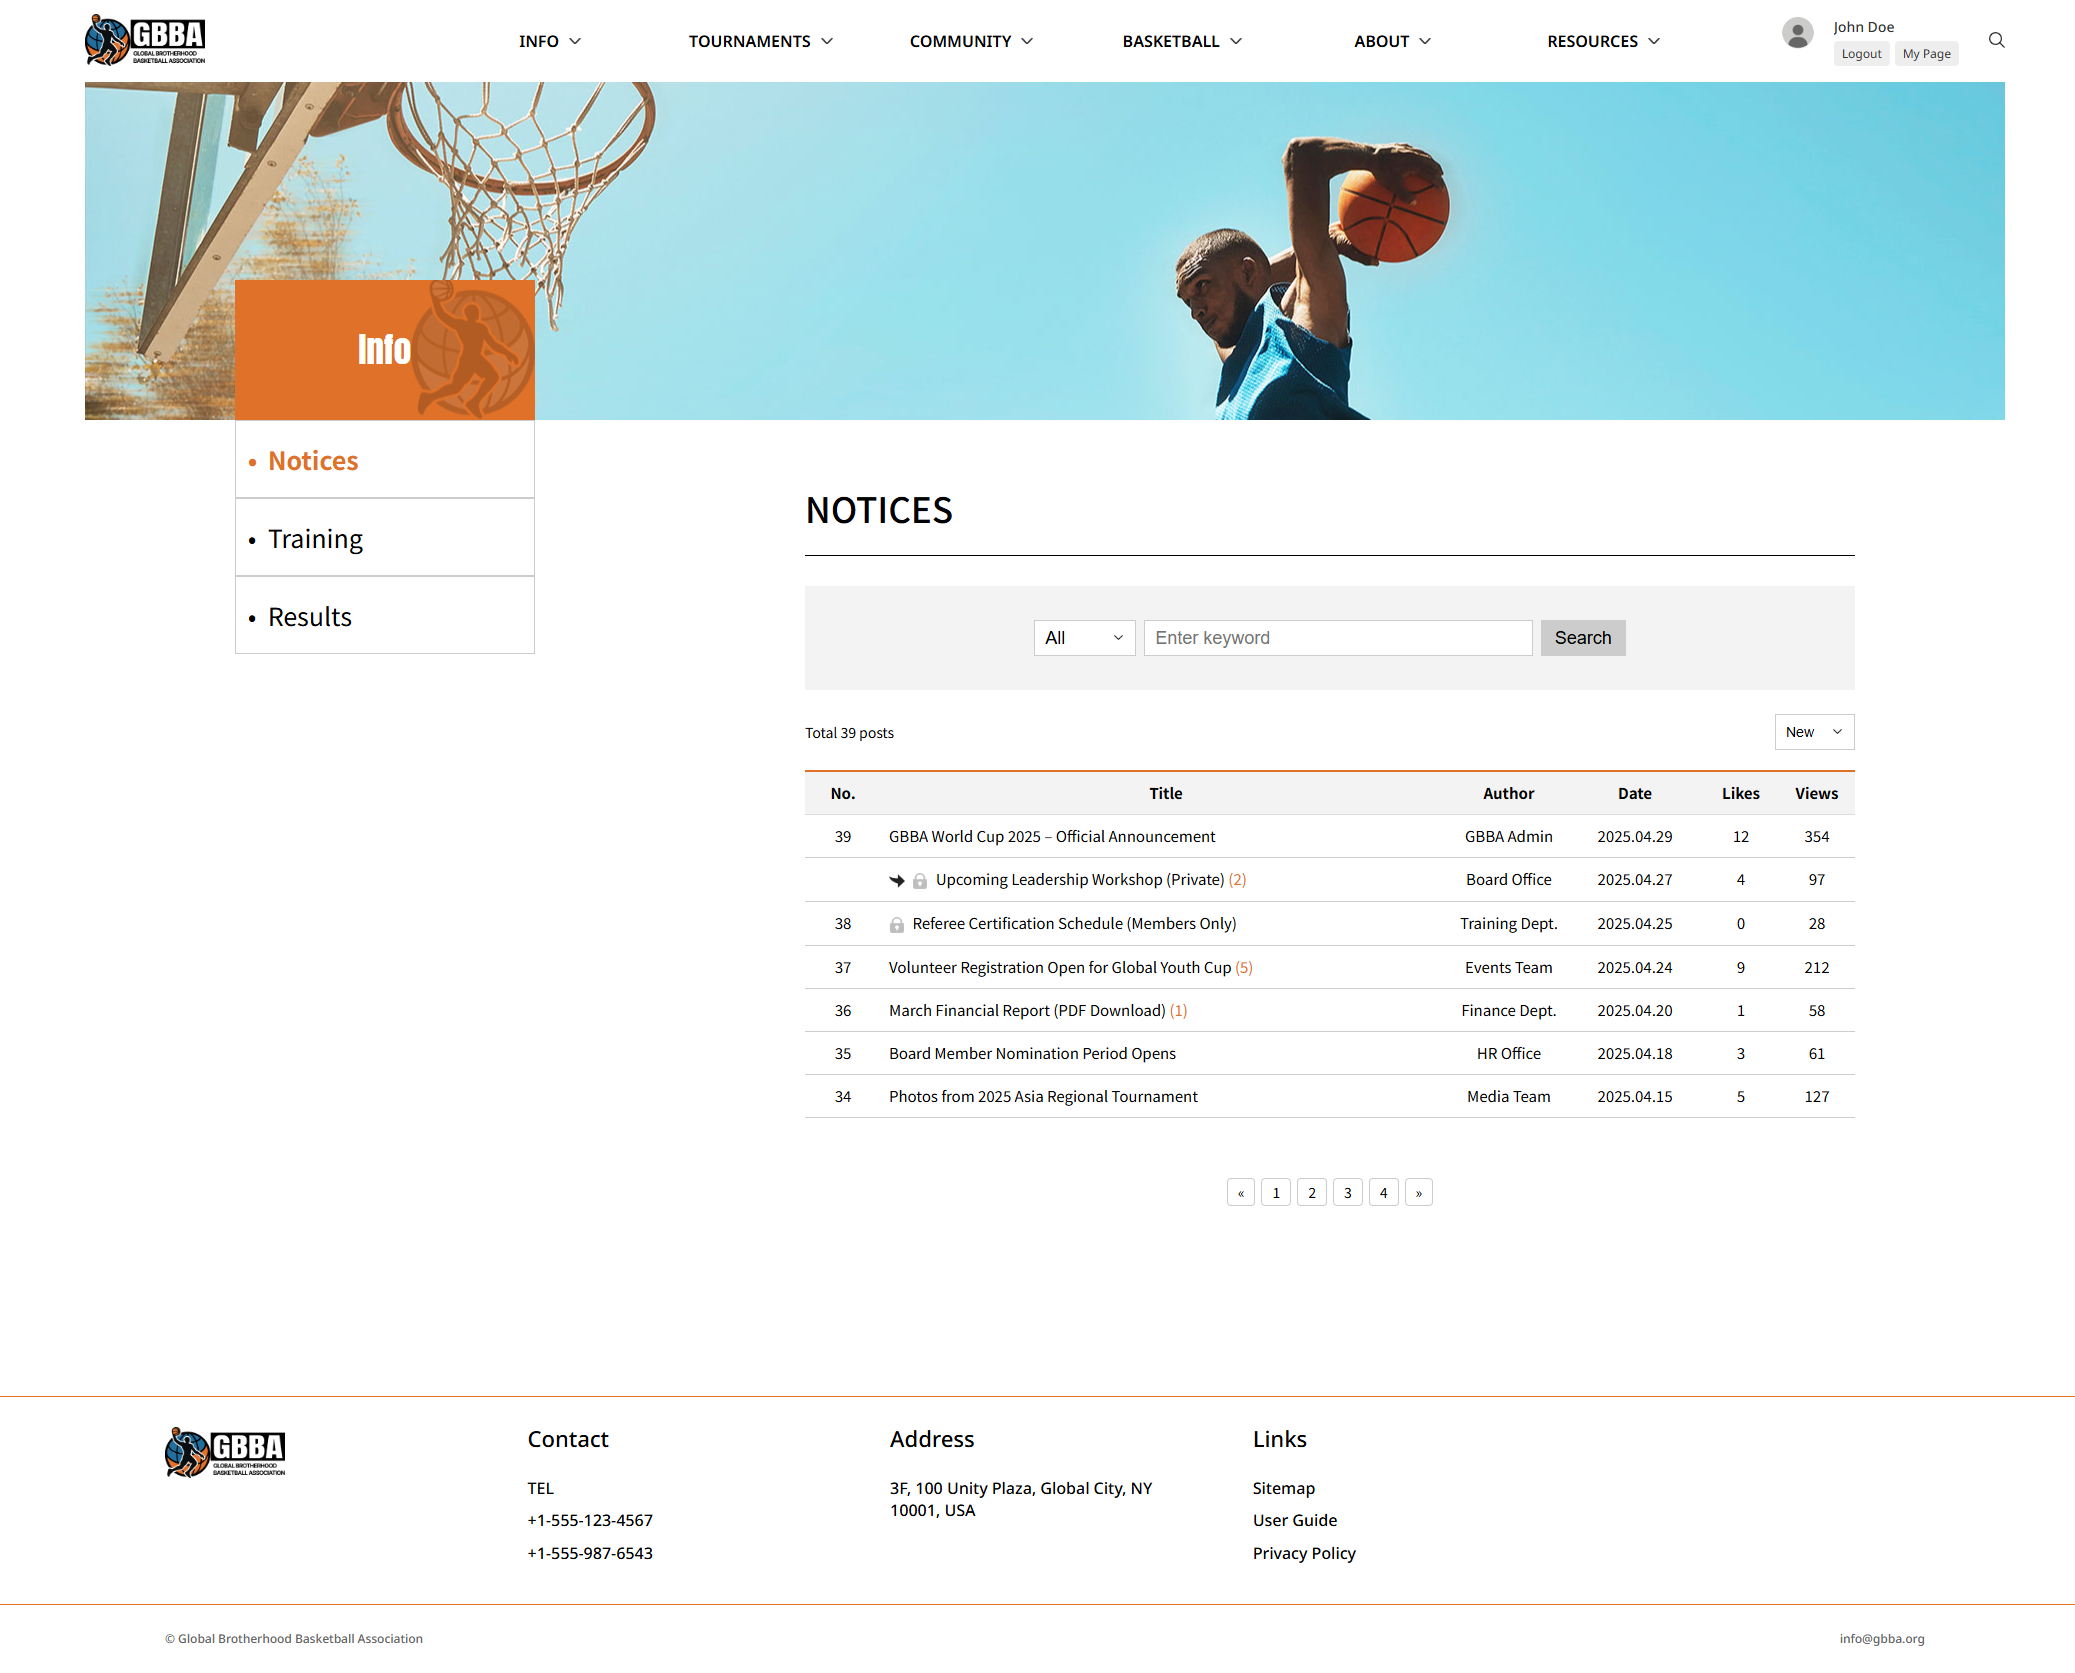 GBBA
GLOBAL BROTHERHOOD
BASKETBALL ASSOCIATION
INFO TOURNAMENTS COMMUNITY BASKETBALL ABOUT RESOURCES
John Doe
Logout My Page
Info
• Notices
• Training
• Results
NOTICES
All Enter keyword Search
Total 39 posts New
No. Title Author Date Likes Views
39 GBBA World Cup 2025 – Official Announcement GBBA Admin 2025.04.29 12 354
Upcoming Leadership Workshop (Private) (2) Board Office 2025.04.27 4 97
38 Referee Certification Schedule (Members Only) Training Dept. 2025.04.25 0 28
37 Volunteer Registration Open for Global Youth Cup (5) Events Team 2025.04.24 9 212
36 March Financial Report (PDF Download) (1) Finance Dept. 2025.04.20 1 58
35 Board Member Nomination Period Opens HR Office 2025.04.18 3 61
34 Photos from 2025 Asia Regional Tournament Media Team 2025.04.15 5 127
« 1 2 3 4 »
GBBA
GLOBAL BROTHERHOOD
BASKETBALL ASSOCIATION
Contact
TEL
+1-555-123-4567
+1-555-987-6543
Address
3F, 100 Unity Plaza, Global City, NY
10001, USA
Links
Sitemap
User Guide
Privacy Policy
© Global Brotherhood Basketball Association
info@gbba.org